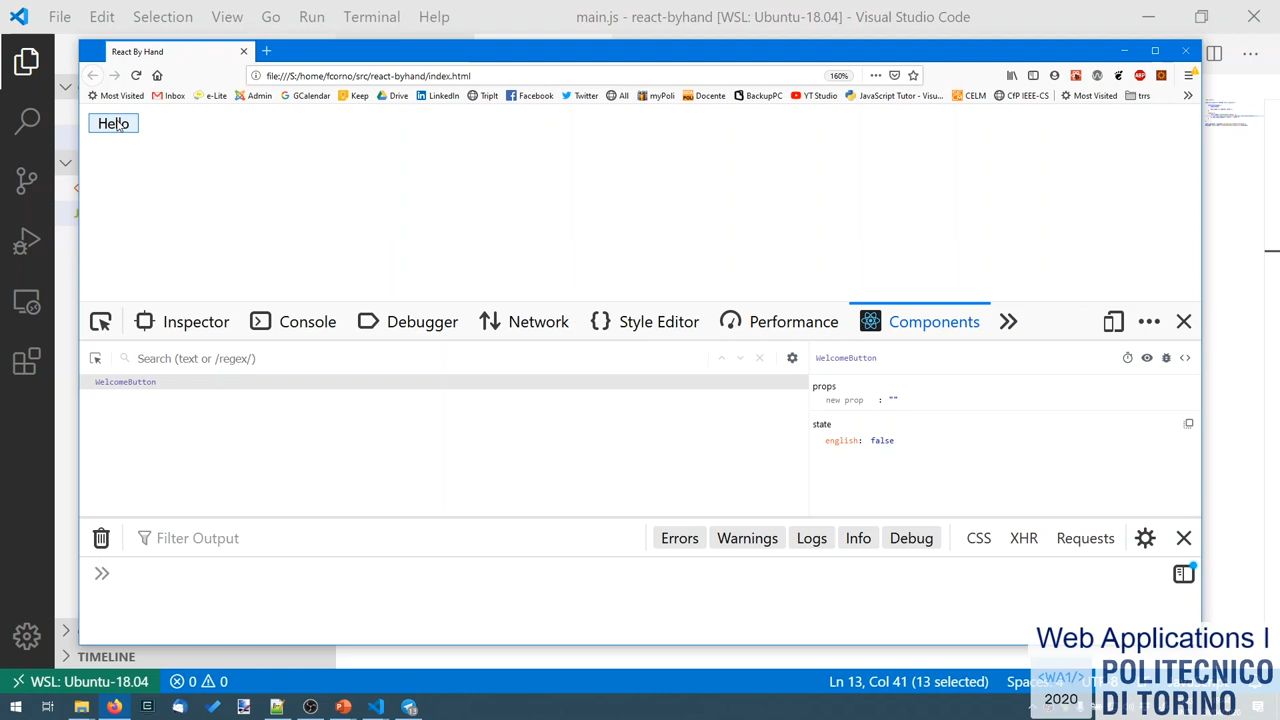 File Edit Selection View Go Run Terminal Help
main.js - react-byhand [WSL: Ubuntu-18.04] - Visual Studio Code
React By Hand
file:///S:/home/fcorno/src/react-byhand/index.html
160%
Most Visited Inbox e-Lite Admin GCalendar Keep Drive LinkedIn TripIt Facebook Twitter All myPoli Docente BackupPC YT Studio JavaScript Tutor - Visu... CELM CfP IEEE-CS Most Visited trrs
Hello
Inspector Console Debugger Network Style Editor Performance Components
Search (text or /regex/)
WelcomeButton
WelcomeButton
props
new prop : ""
state
english: false
Filter Output
Errors Warnings Logs Info Debug CSS XHR Requests
TIMELINE
WSL: Ubuntu-18.04 0 0
Ln 13, Col 41 (13 selected)
Web Applications I
<WA1/>
2020
POLITECNICO
DI TORINO